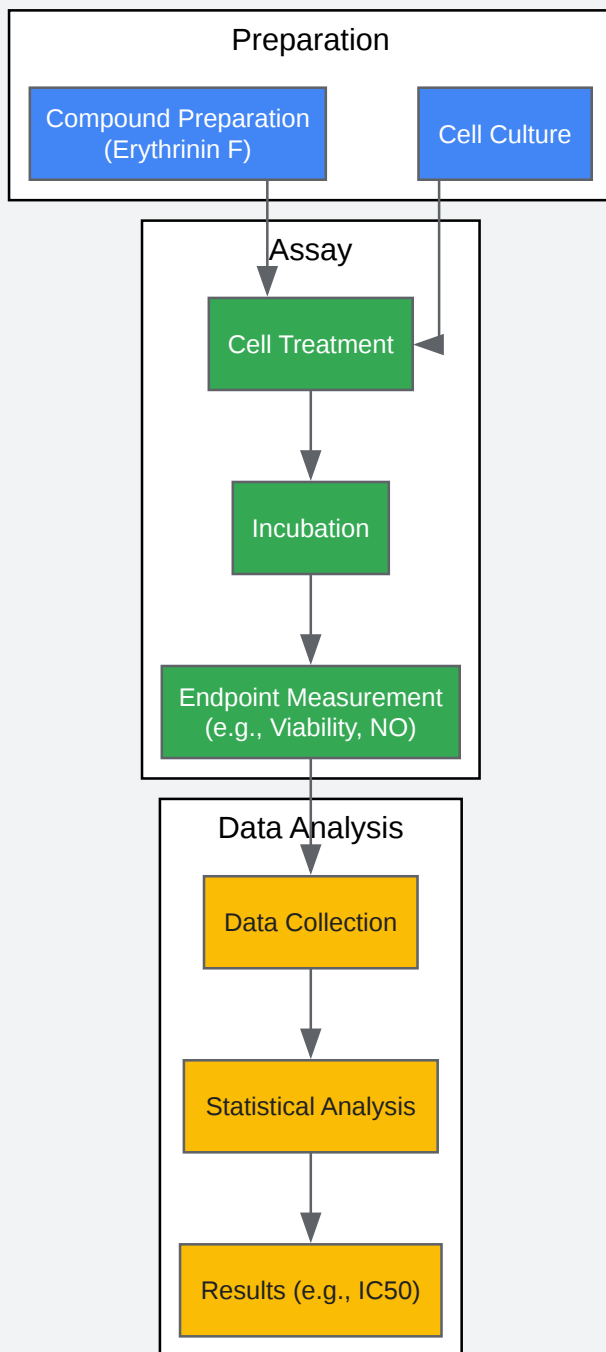 Preparation
Compound Preparation
(Erythrinin F)
Cell Culture
Assay
Cell Treatment
Incubation
Endpoint Measurement
(e.g., Viability, NO)
Data Analysis
Data Collection
Statistical Analysis
Results (e.g., IC50)